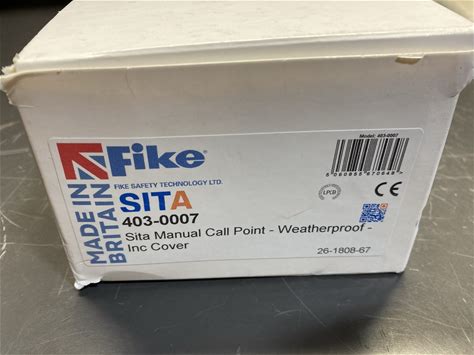 MADE IN
BRITAIN
Fike®
FIKE SAFETY TECHNOLOGY LTD.
SITA
403-0007
Sita Manual Call Point - Weatherproof -
Inc Cover
Model: 403-0007
LPCB
CE
26-1808-67